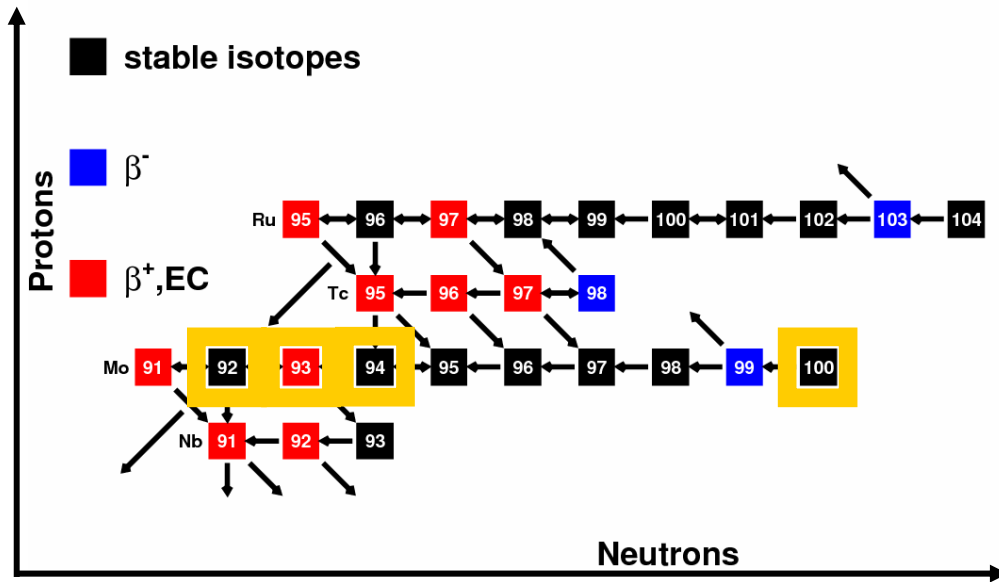 stable isotopes
β-
β+,EC
Protons
Ru 95 96 97 98 99 100 101 102 103 104
Tc 95 96 97 98
Mo 91 92 93 94 95 96 97 98 99 100
Nb 91 92 93
Neutrons